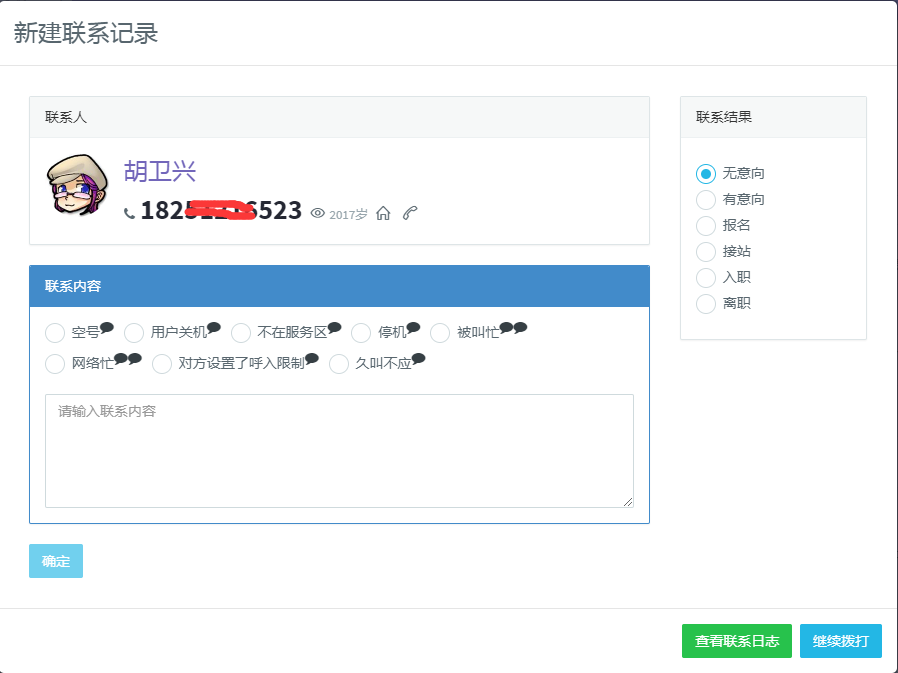 新建联系记录
联系人
胡卫兴
182 6523 2017岁
联系内容
空号 用户关机 不在服务区 停机 被叫忙
网络忙 对方设置了呼入限制 久叫不应
请输入联系内容
确定
联系结果
无意向
有意向
报名
接站
入职
离职
查看联系日志 继续拨打